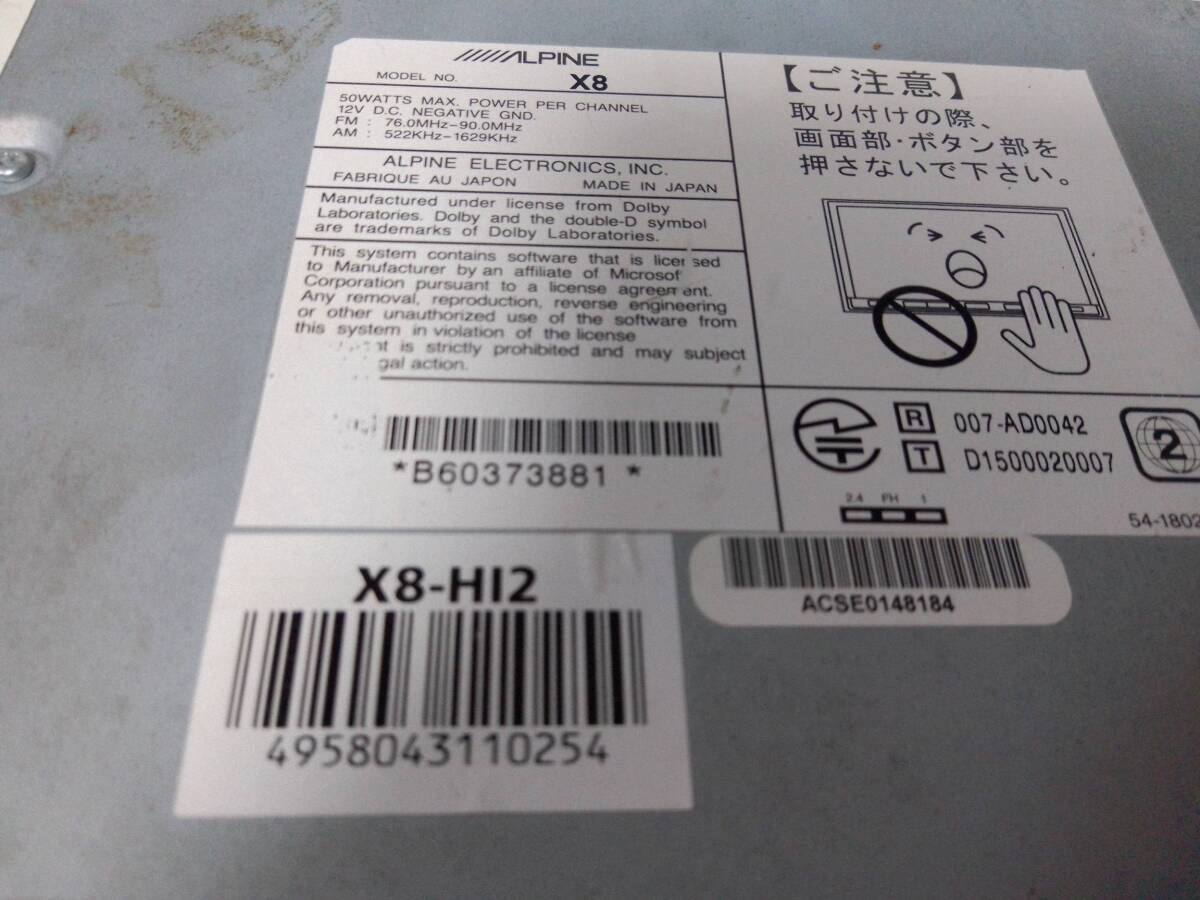 ALPINE
MODEL NO. X8
50WATTS MAX. POWER PER CHANNEL
12V D.C. NEGATIVE GND.
FM : 76.0MHz-90.0MHz
AM : 522KHz-1629KHz
ALPINE ELECTRONICS, INC.
FABRIQUE AU JAPON MADE IN JAPAN
Manufactured under license from Dolby
Laboratories. Dolby and the double-D symbol
are trademarks of Dolby Laboratories.
This system contains software that is licensed
to Manufacturer by an affiliate of Microsof
Corporation pursuant to a license agreement.
Any removal, reproduction, reverse engineering
or other unauthorized use of the software from
this system in violation of the license
is strictly prohibited and may subject
gal action.
*B60373881*
【ご注意】
取り付けの際、
画面部・ボタン部を
押さないで下さい。
R 007-AD0042
T D1500020007
2
2.4 FH 1
54-1802
X8-HI2
4958043110254
ACSE0148184